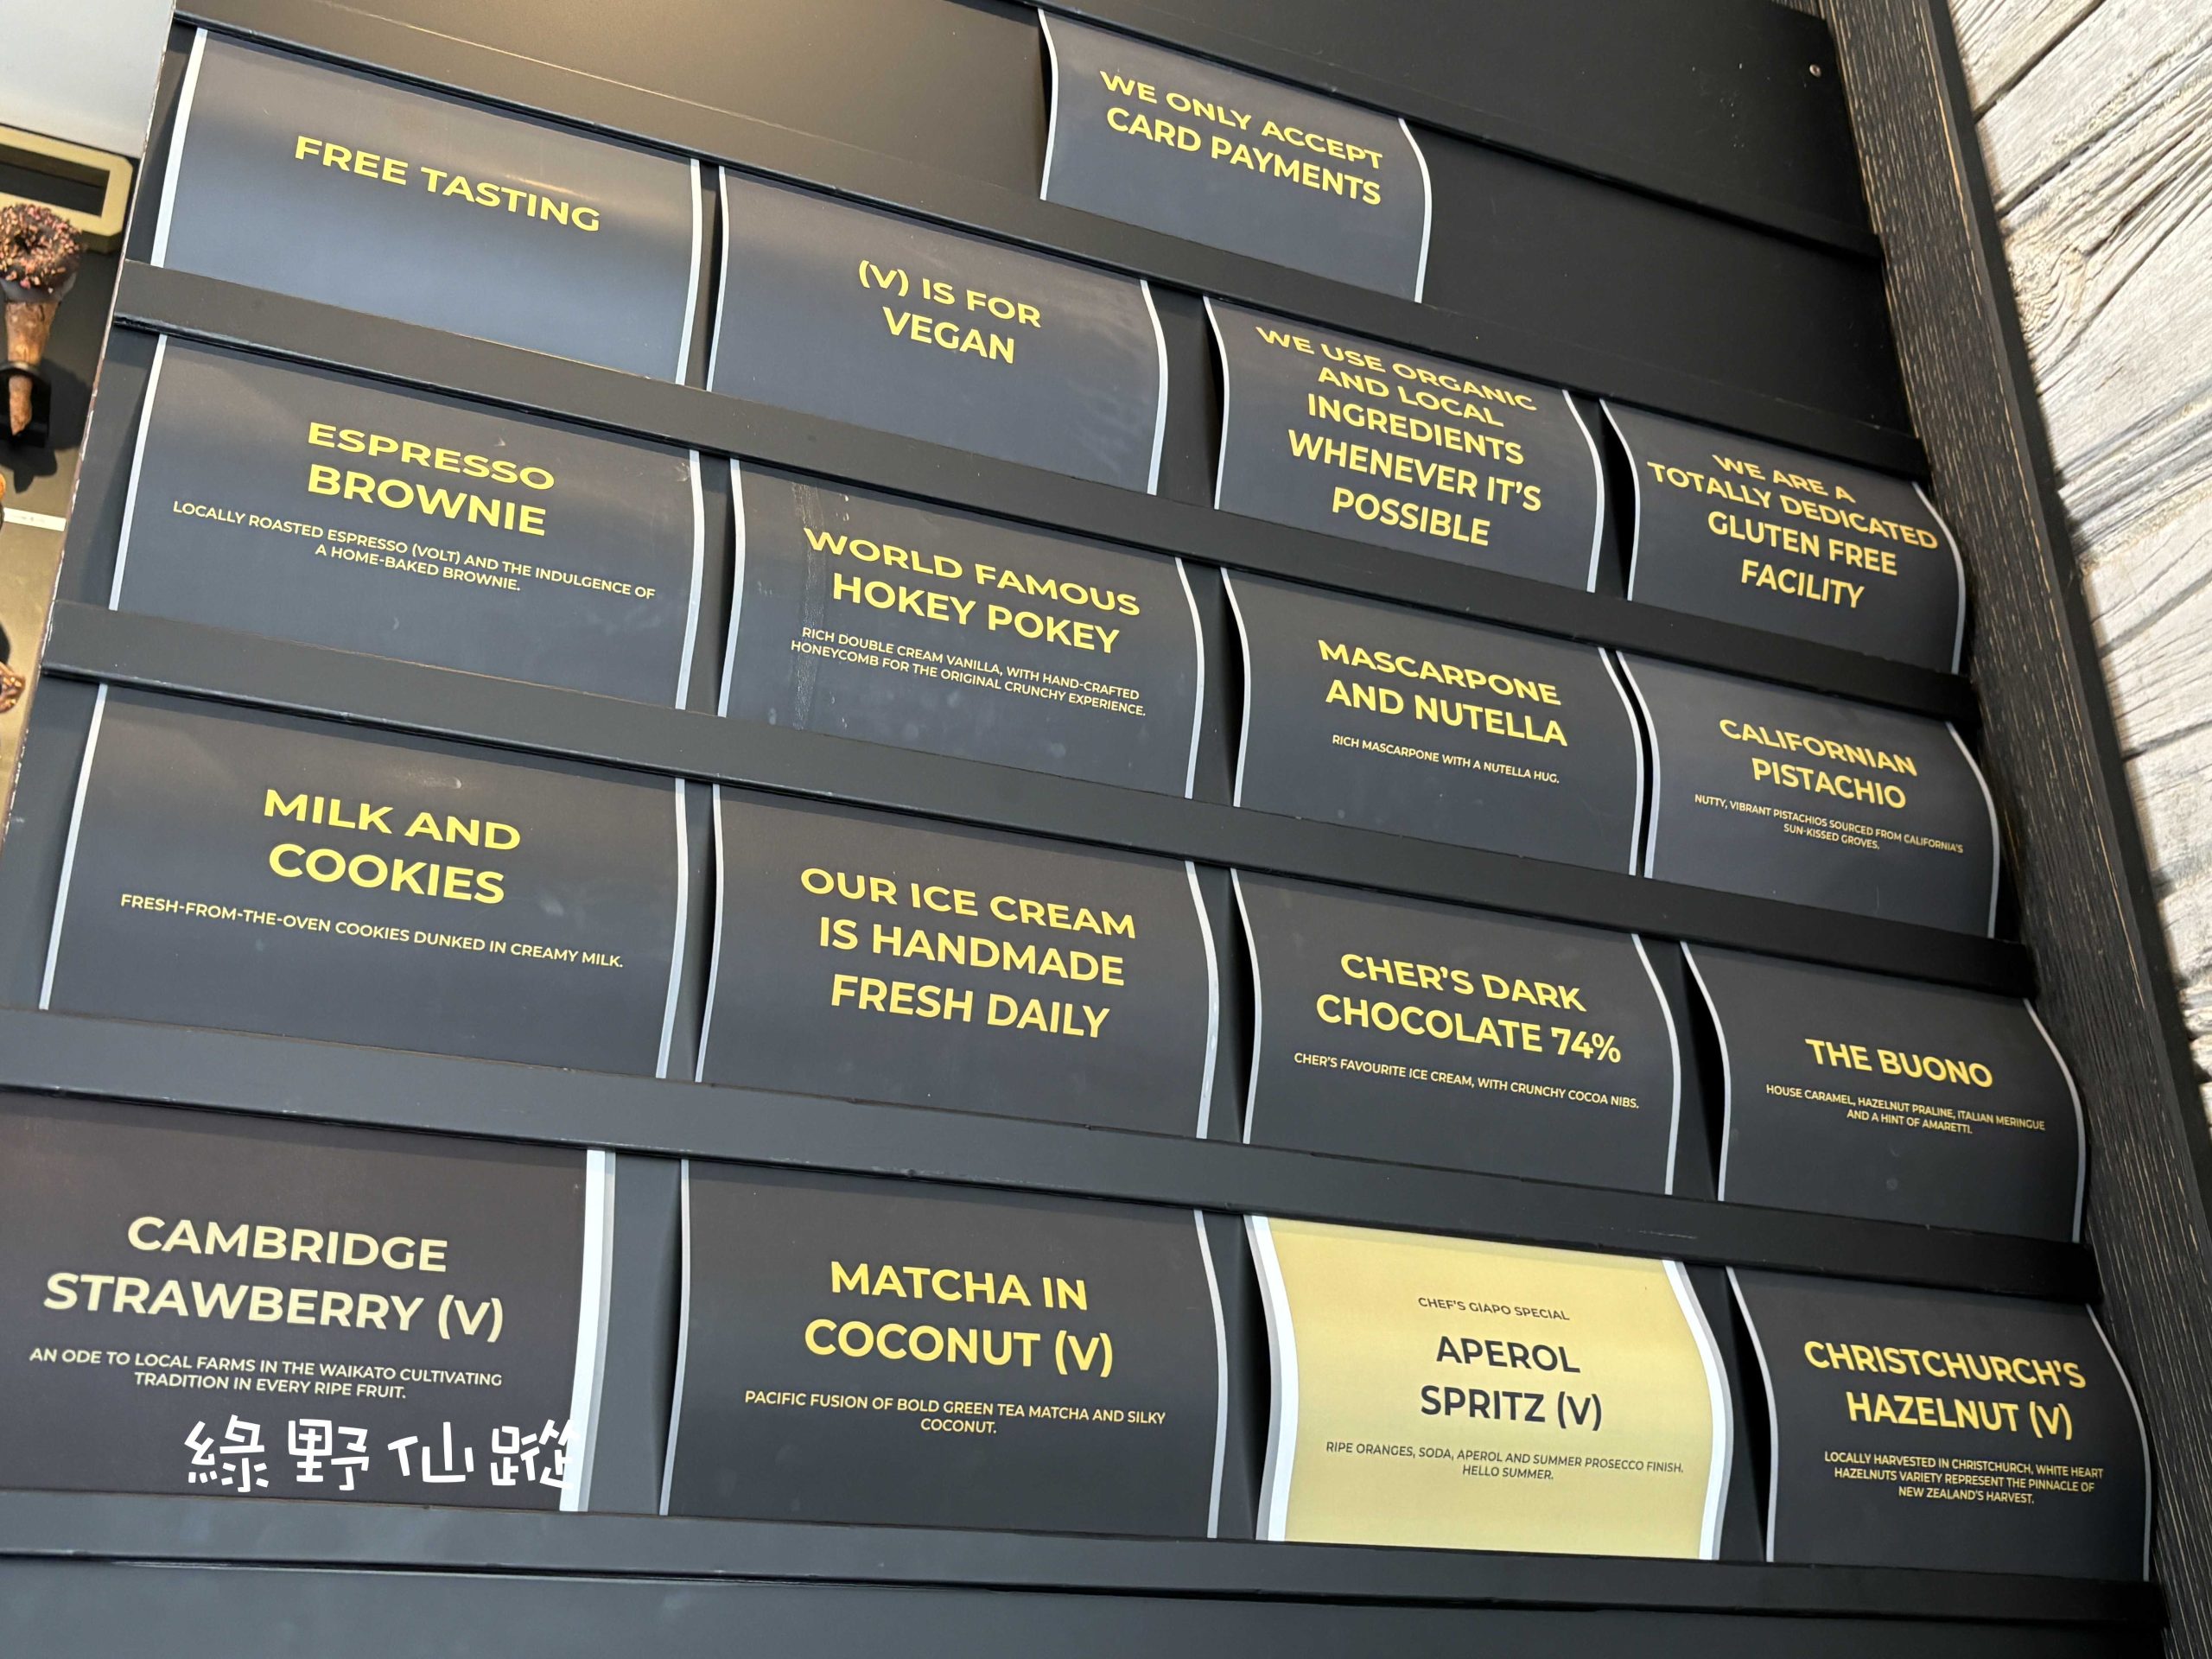 WE ONLY ACCEPT
CARD PAYMENTS
FREE TASTING
(V) IS FOR
VEGAN
WE USE ORGANIC
AND LOCAL
INGREDIENTS
WHENEVER IT'S
POSSIBLE
WE ARE A
TOTALLY DEDICATED
GLUTEN FREE
FACILITY
ESPRESSO
BROWNIE
LOCALLY ROASTED ESPRESSO (VOLT) AND THE INDULGENCE OF
A HOME-BAKED BROWNIE.
WORLD FAMOUS
HOKEY POKEY
RICH DOUBLE CREAM VANILLA, WITH HAND-CRAFTED
HONEYCOMB FOR THE ORIGINAL CRUNCHY EXPERIENCE.
MASCARPONE
AND NUTELLA
RICH MASCARPONE WITH A NUTELLA HUG.
CALIFORNIAN
PISTACHIO
NUTTY, VIBRANT PISTACHIOS SOURCED FROM CALIFORNIA'S
SUN-KISSED GROVES.
MILK AND
COOKIES
FRESH-FROM-THE-OVEN COOKIES DUNKED IN CREAMY MILK.
OUR ICE CREAM
IS HANDMADE
FRESH DAILY
CHER'S DARK
CHOCOLATE 74%
CHER'S FAVOURITE ICE CREAM, WITH CRUNCHY COCOA NIBS.
THE BUONO
HOUSE CARAMEL, HAZELNUT PRALINE, ITALIAN MERINGUE
AND A HINT OF AMARETTI.
CAMBRIDGE
STRAWBERRY (V)
AN ODE TO LOCAL FARMS IN THE WAIKATO CULTIVATING
TRADITION IN EVERY RIPE FRUIT.
MATCHA IN
COCONUT (V)
PACIFIC FUSION OF BOLD GREEN TEA MATCHA AND SILKY
COCONUT.
CHEF'S GIAPO SPECIAL
APEROL
SPRITZ (V)
RIPE ORANGES, SODA, APEROL AND SUMMER PROSECCO FINISH.
HELLO SUMMER.
CHRISTCHURCH'S
HAZELNUT (V)
LOCALLY HARVESTED IN CHRISTCHURCH, WHITE HEART
HAZELNUTS VARIETY REPRESENT THE PINNACLE OF
NEW ZEALAND'S HARVEST.
綠野仙蹤